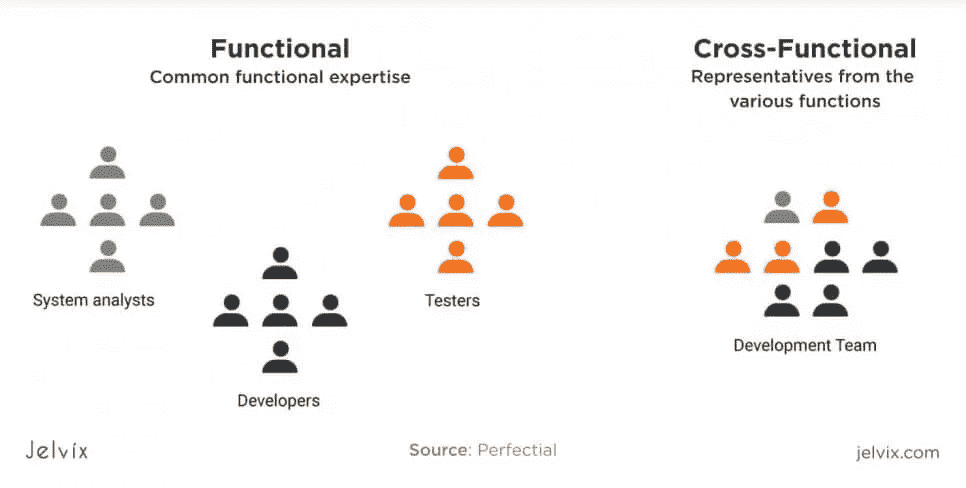 Functional
Common functional expertise
Cross-Functional
Representatives from the
various functions
System analysts
Developers
Testers
Development Team
Jelvix
Source: Perfectial
jelvix.com